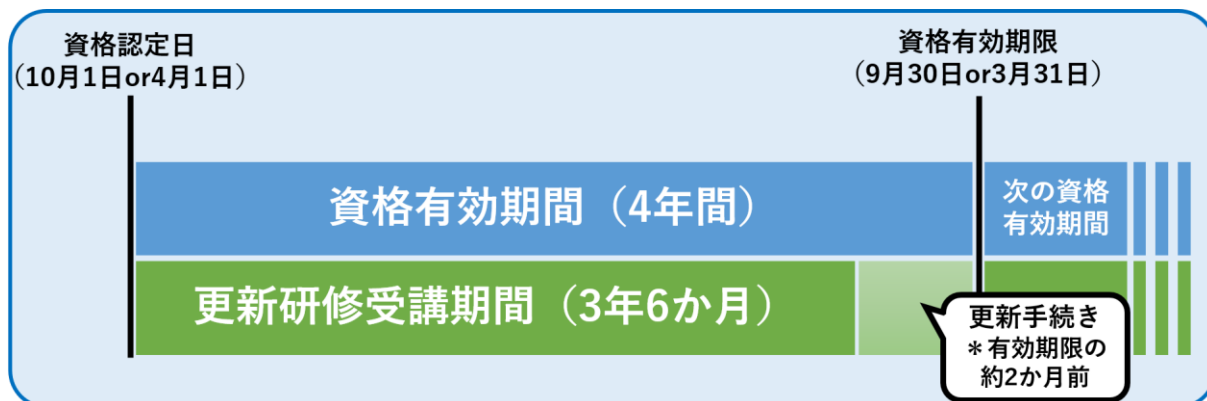 資格認定日
（10月1日or4月1日）
資格有効期限
（9月30日or3月31日）
資格有効期間（4年間）
次の資格
有効期間
更新研修受講期間（3年6か月）
更新手続き
＊有効期限の
約2か月前